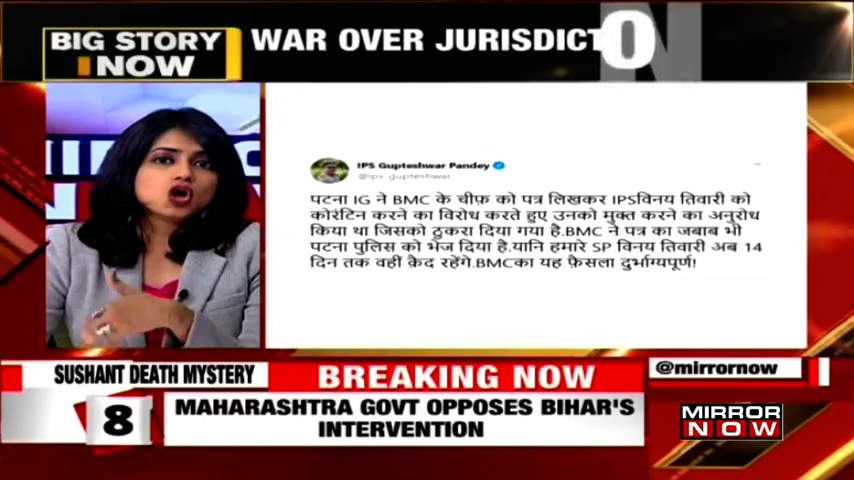 BIG STORY
NOW
WAR OVER JURISDICT
IPS Gupteshwar Pandey
@ips_gupteshwar
पटना IG ने BMC के चीफ़ को पत्र लिखकर IPSविनय तिवारी को
कोरंटिन करने का विरोध करते हुए उनको मुक्त करने का अनुरोध
किया था जिसको ठुकरा दिया गया है.BMC ने पत्र का जबाब भी
पटना पुलिस को भेज दिया है.यानि हमारे SP विनय तिवारी अब 14
दिन तक वहीं क़ैद रहेंगे.BMCका यह फ़ैसला दुर्भाग्यपूर्ण!
SUSHANT DEATH MYSTERY
BREAKING NOW
@mirrornow
8
MAHARASHTRA GOVT OPPOSES BIHAR'S
INTERVENTION
MIRROR
NOW